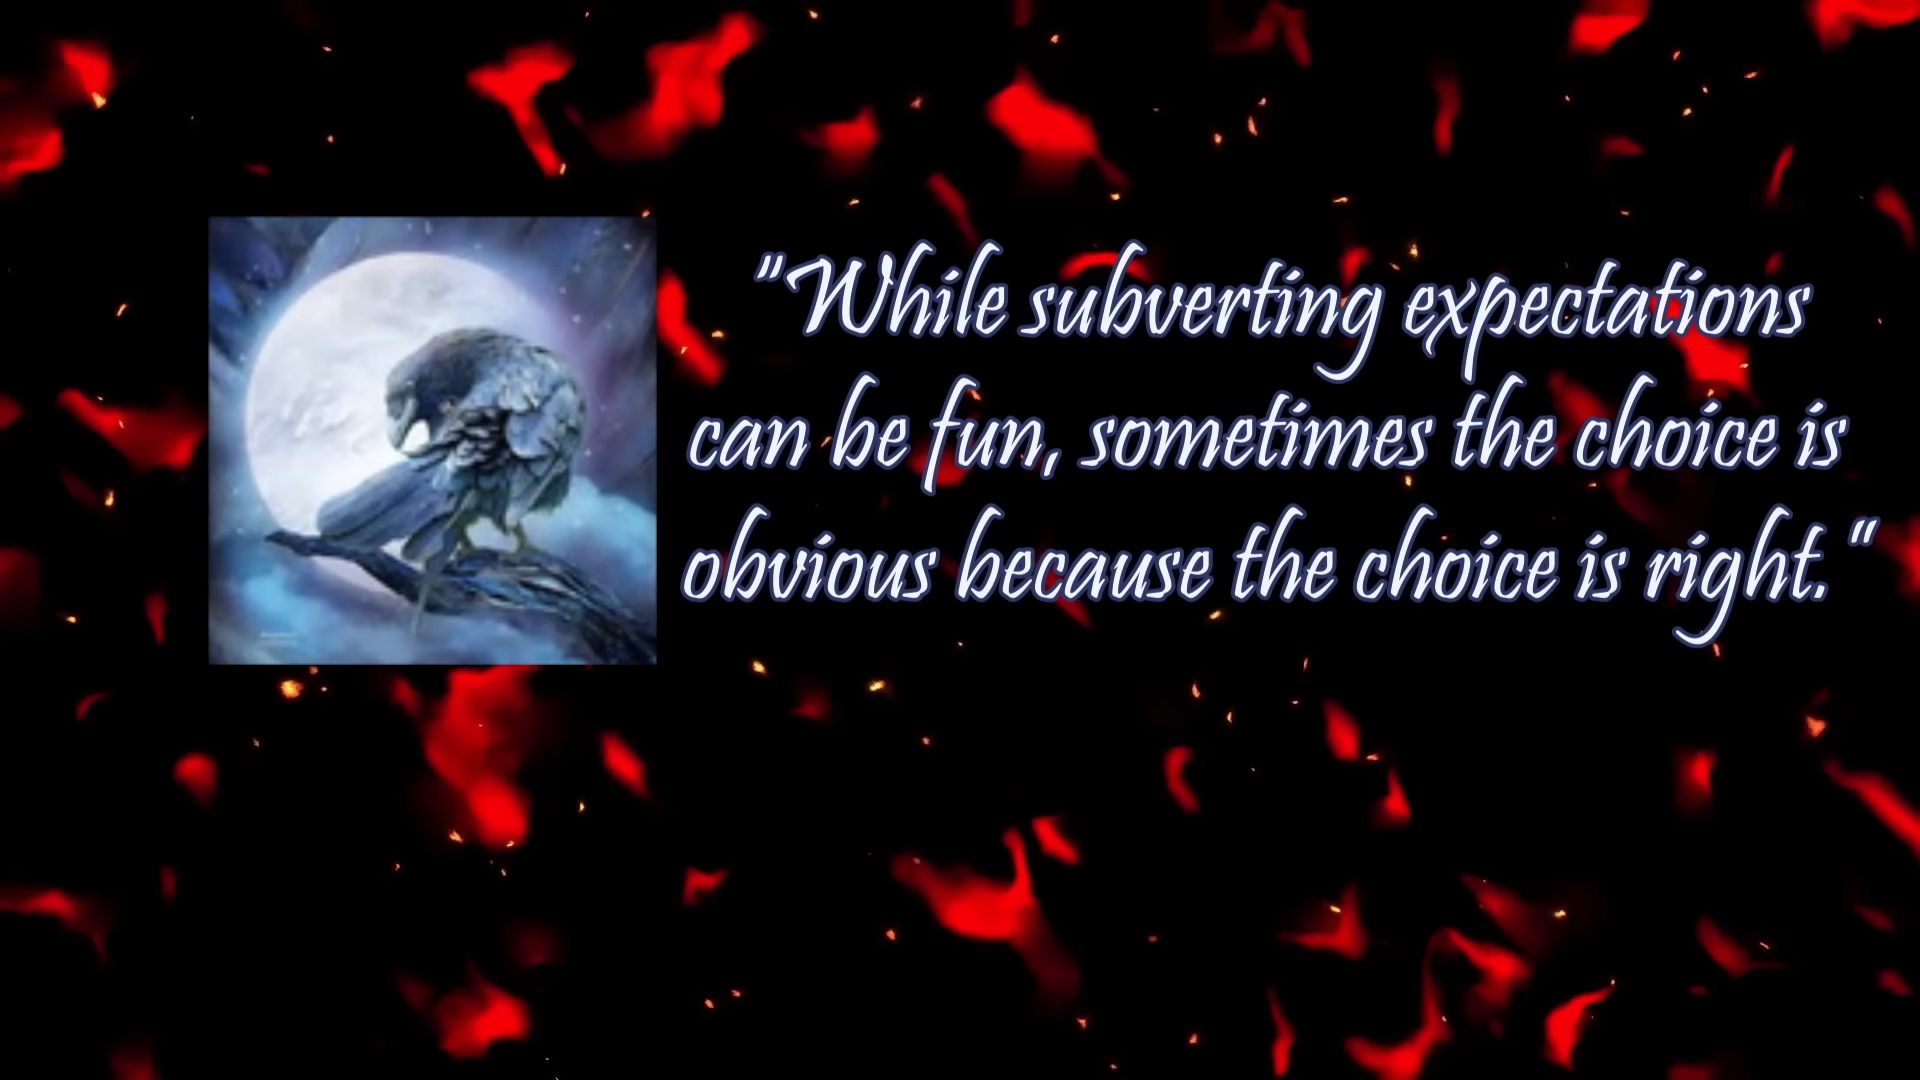 "While subverting expectations
can be fun, sometimes the choice is
obvious because the choice is right."